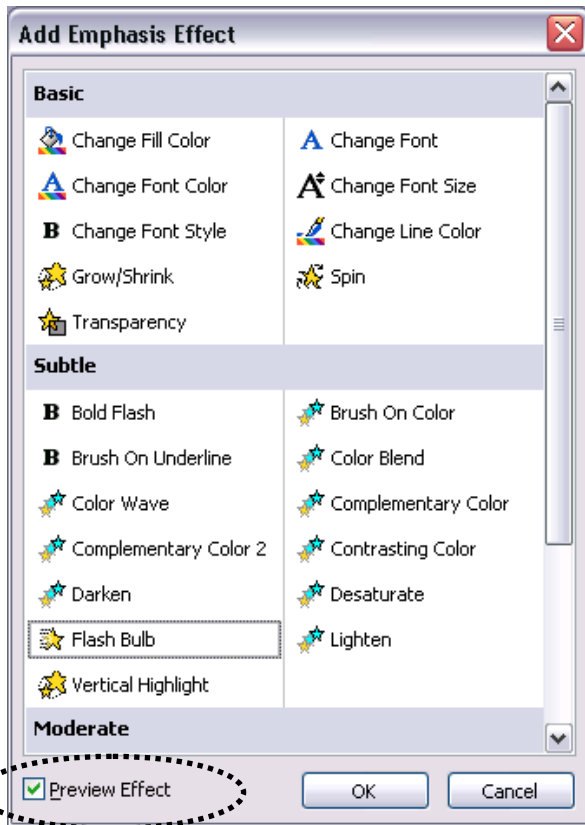 Add Emphasis Effect
Basic
Change Fill Color
A Change Font
A Change Font Color
A Change Font Size
B Change Font Style
Change Line Color
Grow/Shrink
Spin
Transparency
Subtle
B Bold Flash
Brush On Color
B Brush On Underline
Color Blend
Color Wave
Complementary Color
Complementary Color 2
Contrasting Color
Darken
Desaturate
Flash Bulb
Lighten
Vertical Highlight
Moderate
Preview Effect
OK
Cancel